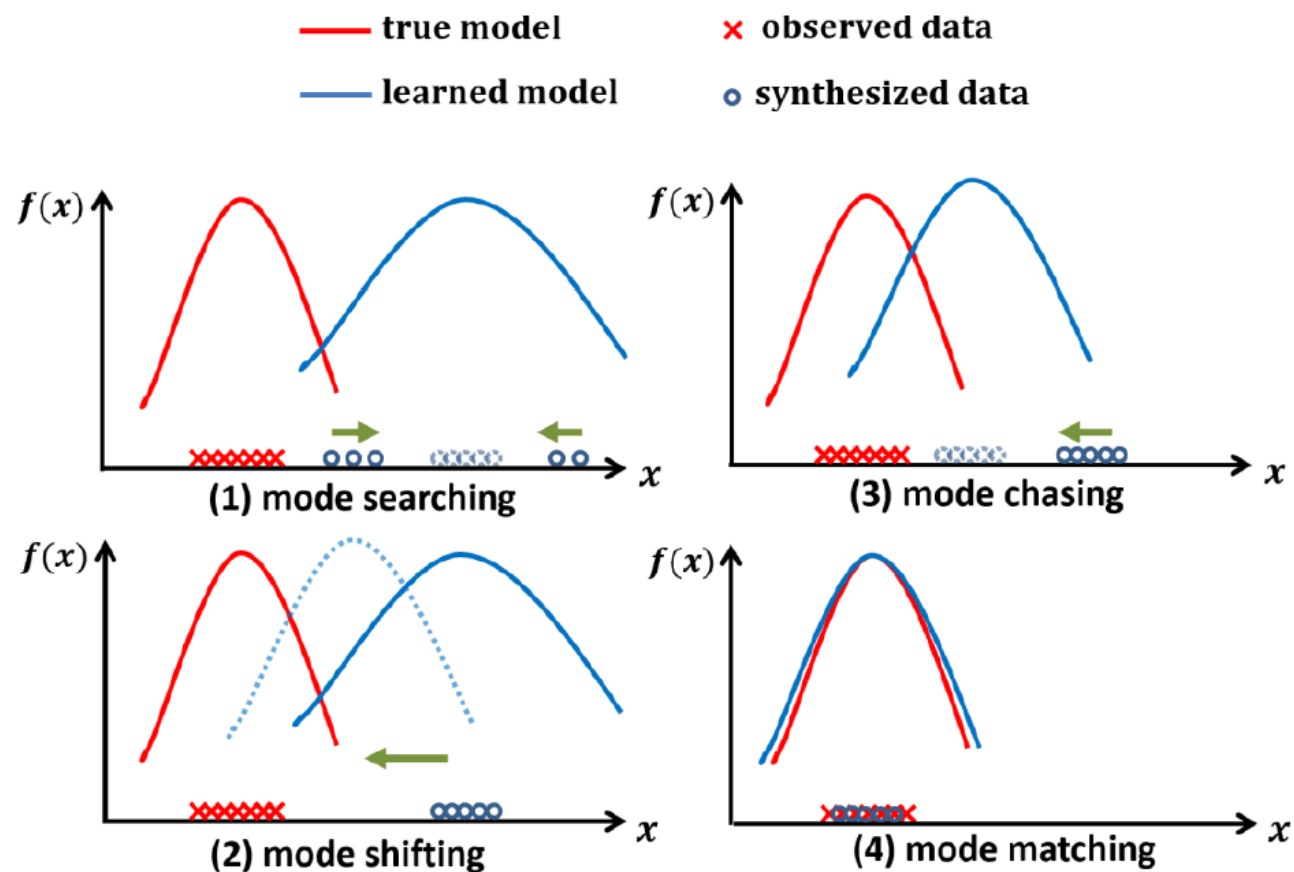 true model
observed data
learned model
synthesized data
f(x)
x
(1) mode searching
f(x)
x
(3) mode chasing
f(x)
x
(2) mode shifting
f(x)
x
(4) mode matching